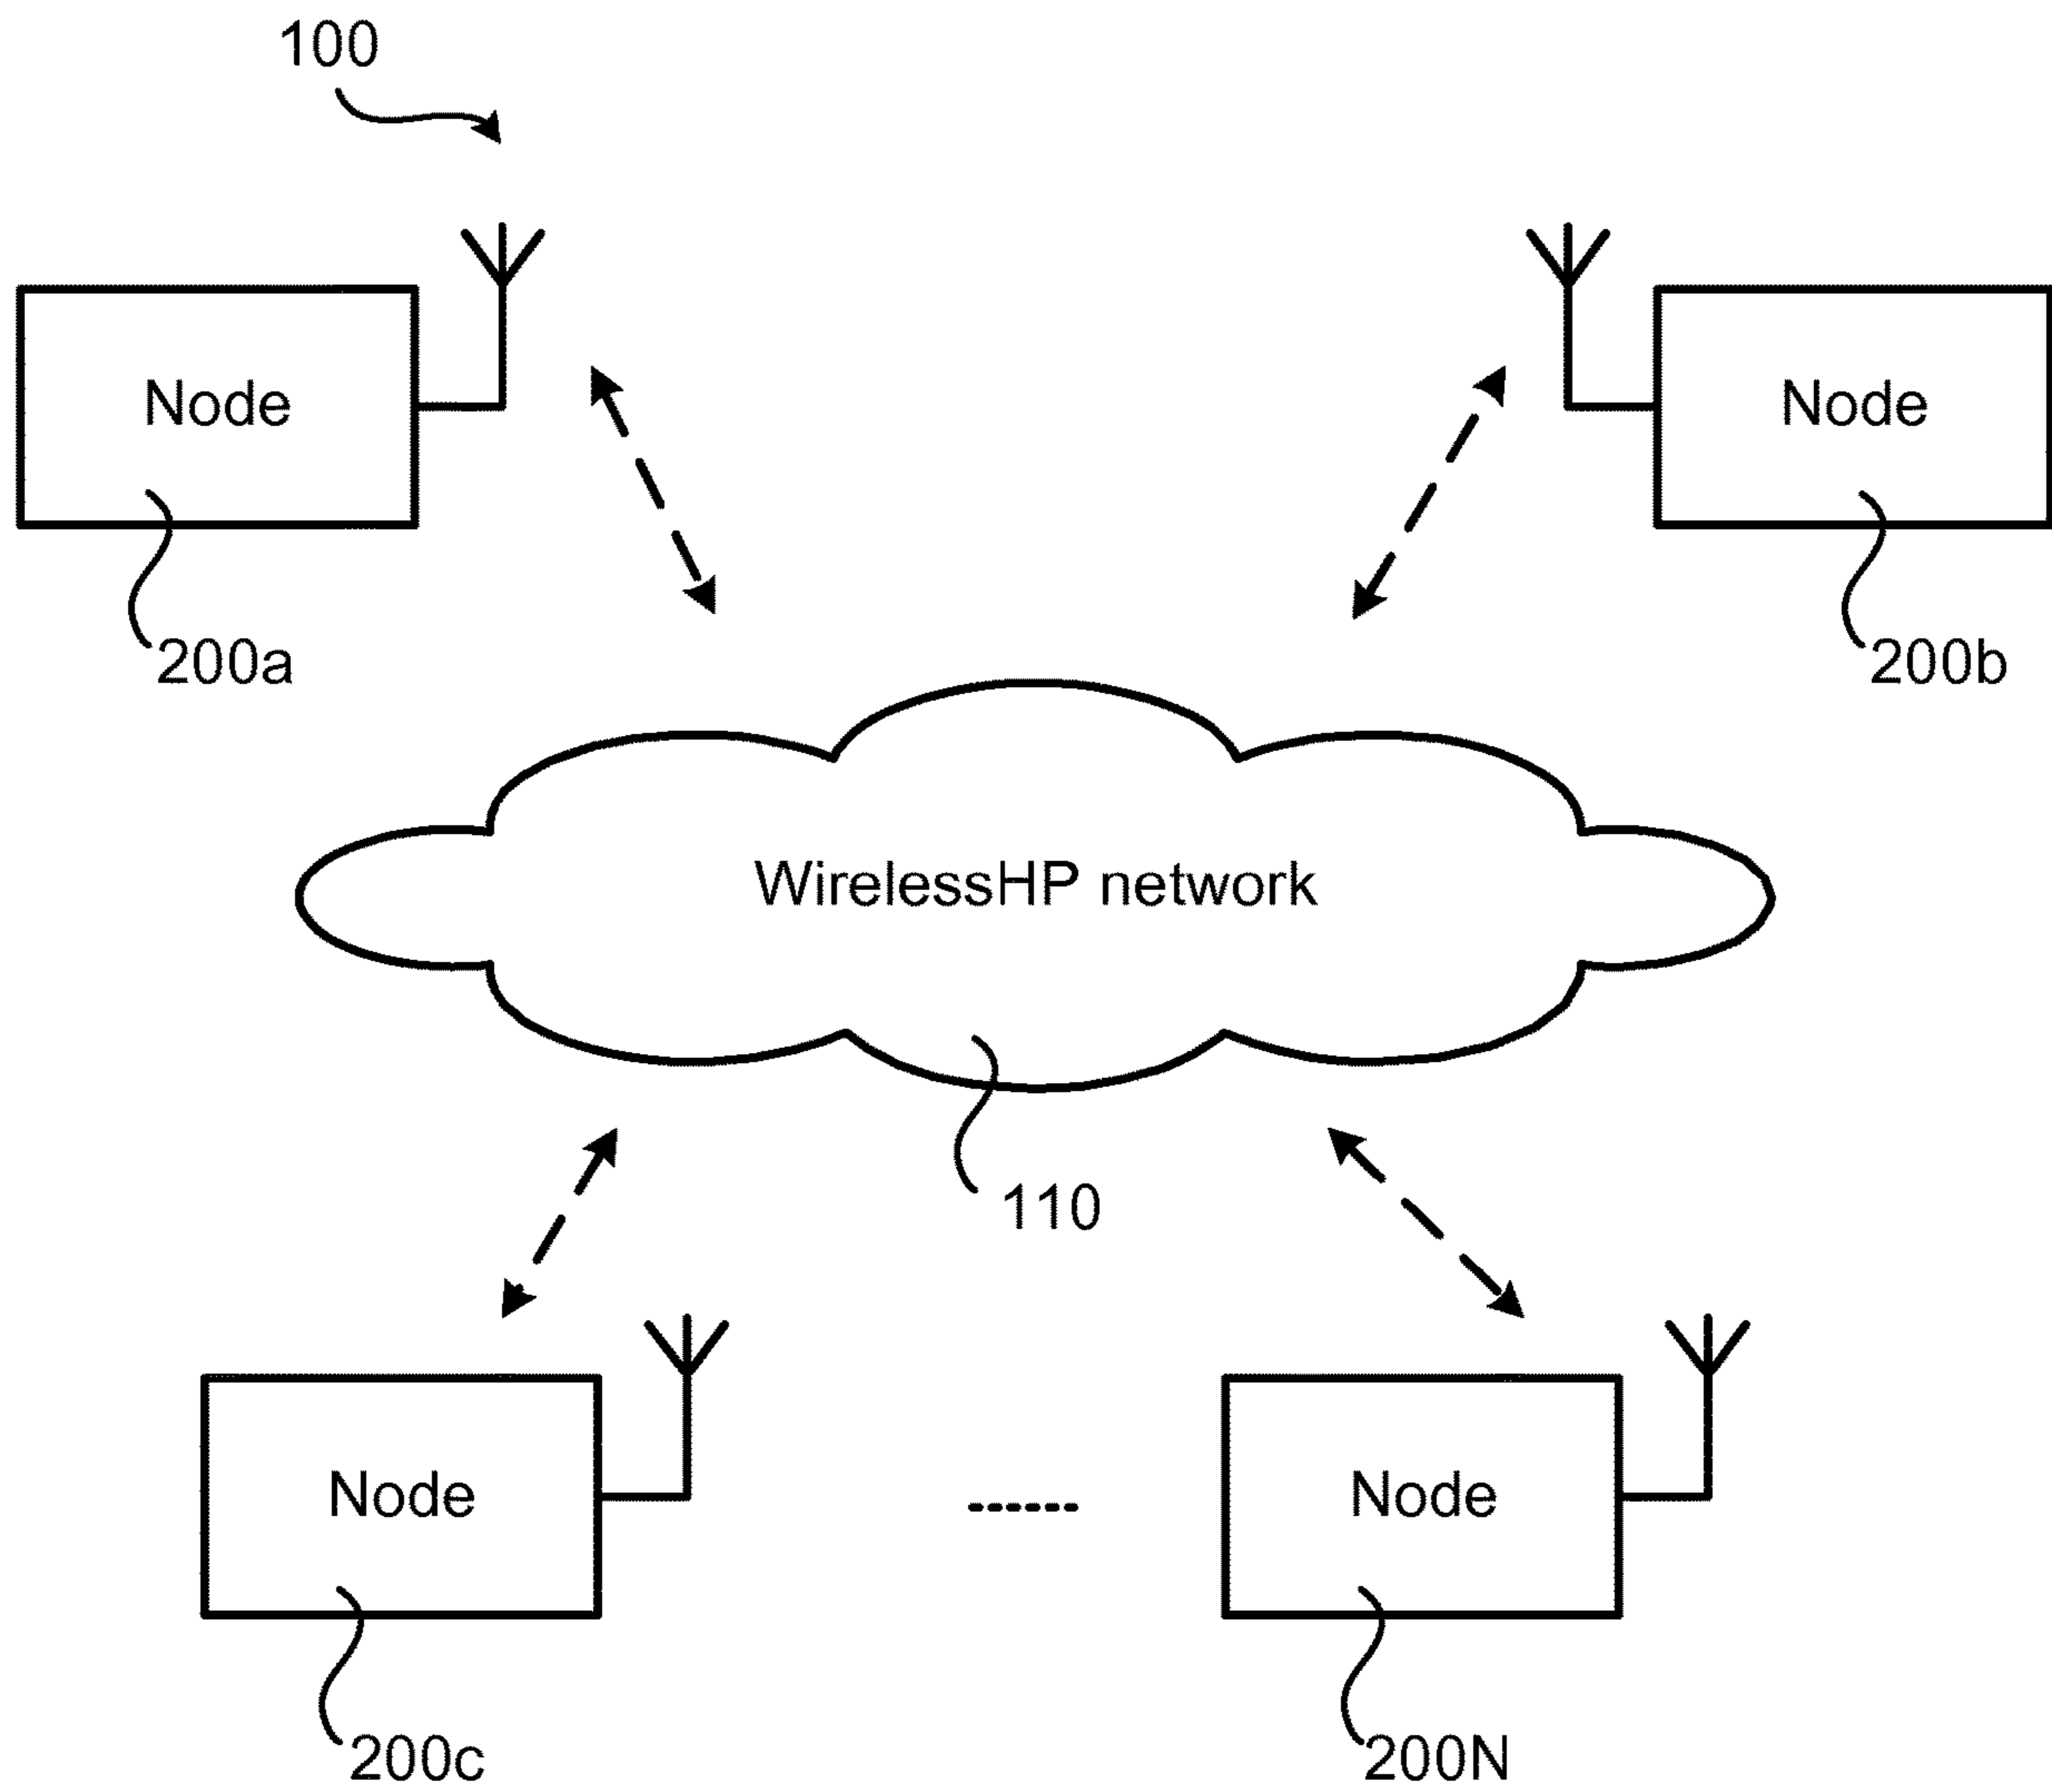 100
Node
Node
200a
200b
WirelessHP network
110
Node
Node
200c
200N